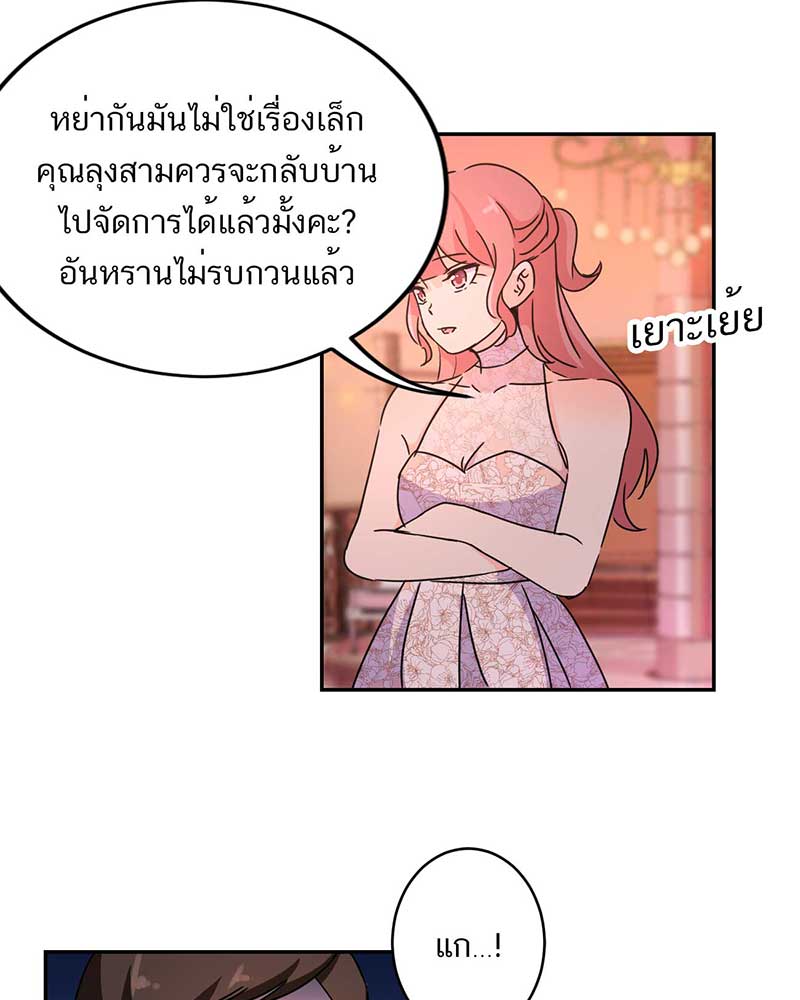 หย่ากันมันไม่ใช่เรื่องเล็ก
คุณลุงสามควรจะกลับบ้าน
ไปจัดการได้แล้วมั้งคะ?
อันหรานไม่รบกวนแล้ว
เยาะเย้ย
แก...!